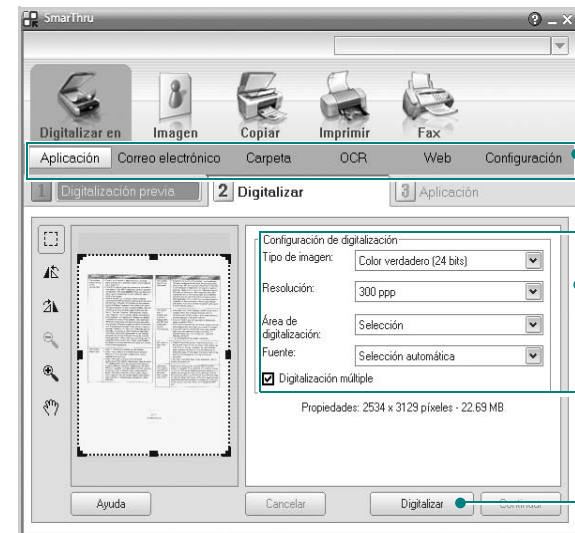 SmarThru
Digitalizar en Imagen Copiar Imprimir Fax
Aplicación Correo electrónico Carpeta OCR Web Configuración
1 Digitalización previa 2 Digitalizar 3 Aplicación
Configuración de digitalización
Tipo de imagen: Color verdadero (24 bits)
Resolución: 300 ppp
Área de
digitalización: Selección
Fuente: Selección automática
Digitalización múltiple
Propiedades: 2534 x 3129 píxeles - 22.69 MB
Ayuda Cancelar Digitalizar Continuar